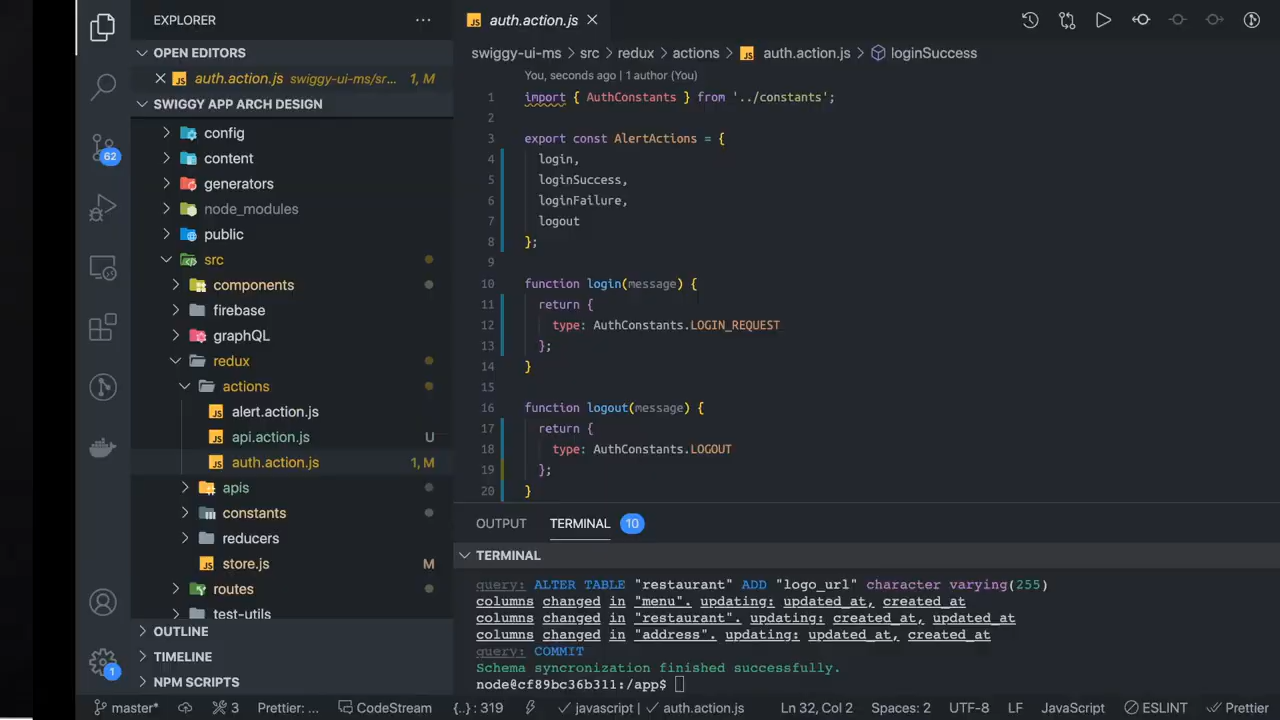 EXPLORER
OPEN EDITORS
auth.action.js swiggy-ui-ms/sr... 1, M
SWIGGY APP ARCH DESIGN
config
content
generators
node_modules
public
src
components
firebase
graphQL
redux
actions
alert.action.js
api.action.js U
auth.action.js 1, M
apis
constants
reducers
store.js M
routes
test-utils
OUTLINE
TIMELINE
NPM SCRIPTS
62
1
auth.action.js
swiggy-ui-ms > src > redux > actions > auth.action.js > loginSuccess
You, seconds ago | 1 author (You)
1 import { AuthConstants } from '../constants';
2
3 export const AlertActions = {
4 login,
5 loginSuccess,
6 loginFailure,
7 logout
8 };
9
10 function login(message) {
11 return {
12 type: AuthConstants.LOGIN_REQUEST
13 };
14 }
15
16 function logout(message) {
17 return {
18 type: AuthConstants.LOGOUT
19 };
20 }
OUTPUT TERMINAL 10
TERMINAL
query: ALTER TABLE "restaurant" ADD "logo_url" character varying(255)
columns changed in "menu". updating: updated_at, created_at
columns changed in "restaurant". updating: created_at, updated_at
columns changed in "address". updating: updated_at, created_at
query: COMMIT
Schema syncronization finished successfully.
node@cf89bc36b311:/app$
master* 3 Prettier: ... CodeStream {..} : 319 javascript | auth.action.js Ln 32, Col 2 Spaces: 2 UTF-8 LF JavaScript ESLINT Prettier